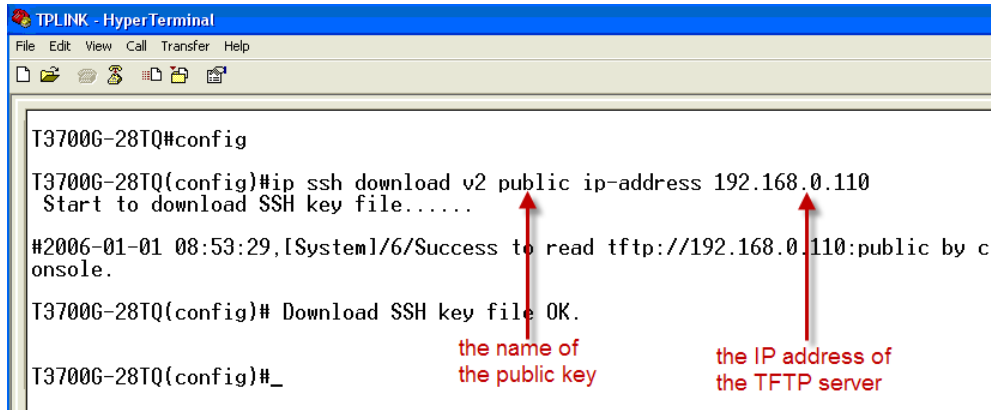 TPLINK - HyperTerminal
File Edit View Call Transfer Help
T3700G-28TQ#config
T3700G-28TQ(config)#ip ssh download v2 public ip-address 192.168.0.110
Start to download SSH key file......
#2006-01-01 08:53:29,[System]/6/Success to read tftp://192.168.0.110:public by c
onsole.
T3700G-28TQ(config)# Download SSH key file OK.
the name of
the public key
the IP address of
the TFTP server
T3700G-28TQ(config)#_